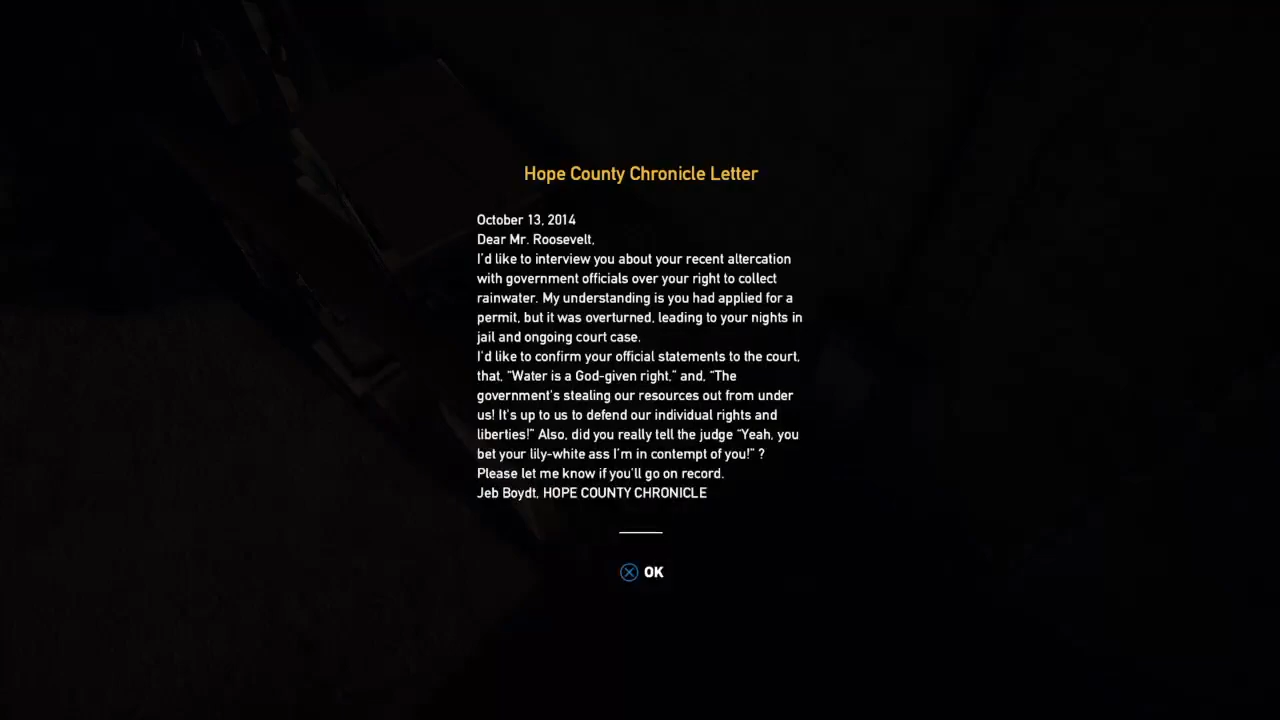 Hope County Chronicle Letter
October 13, 2014
Dear Mr. Roosevelt,
I'd like to interview you about your recent altercation
with government officials over your right to collect
rainwater. My understanding is you had applied for a
permit, but it was overturned, leading to your nights in
jail and ongoing court case.
I'd like to confirm your official statements to the court,
that, “Water is a God-given right,” and, “The
government's stealing our resources out from under
us! It's up to us to defend our individual rights and
liberties!” Also, did you really tell the judge “Yeah, you
bet your lily-white ass I'm in contempt of you!” ?
Please let me know if you'll go on record.
Jeb Boydt, HOPE COUNTY CHRONICLE
OK